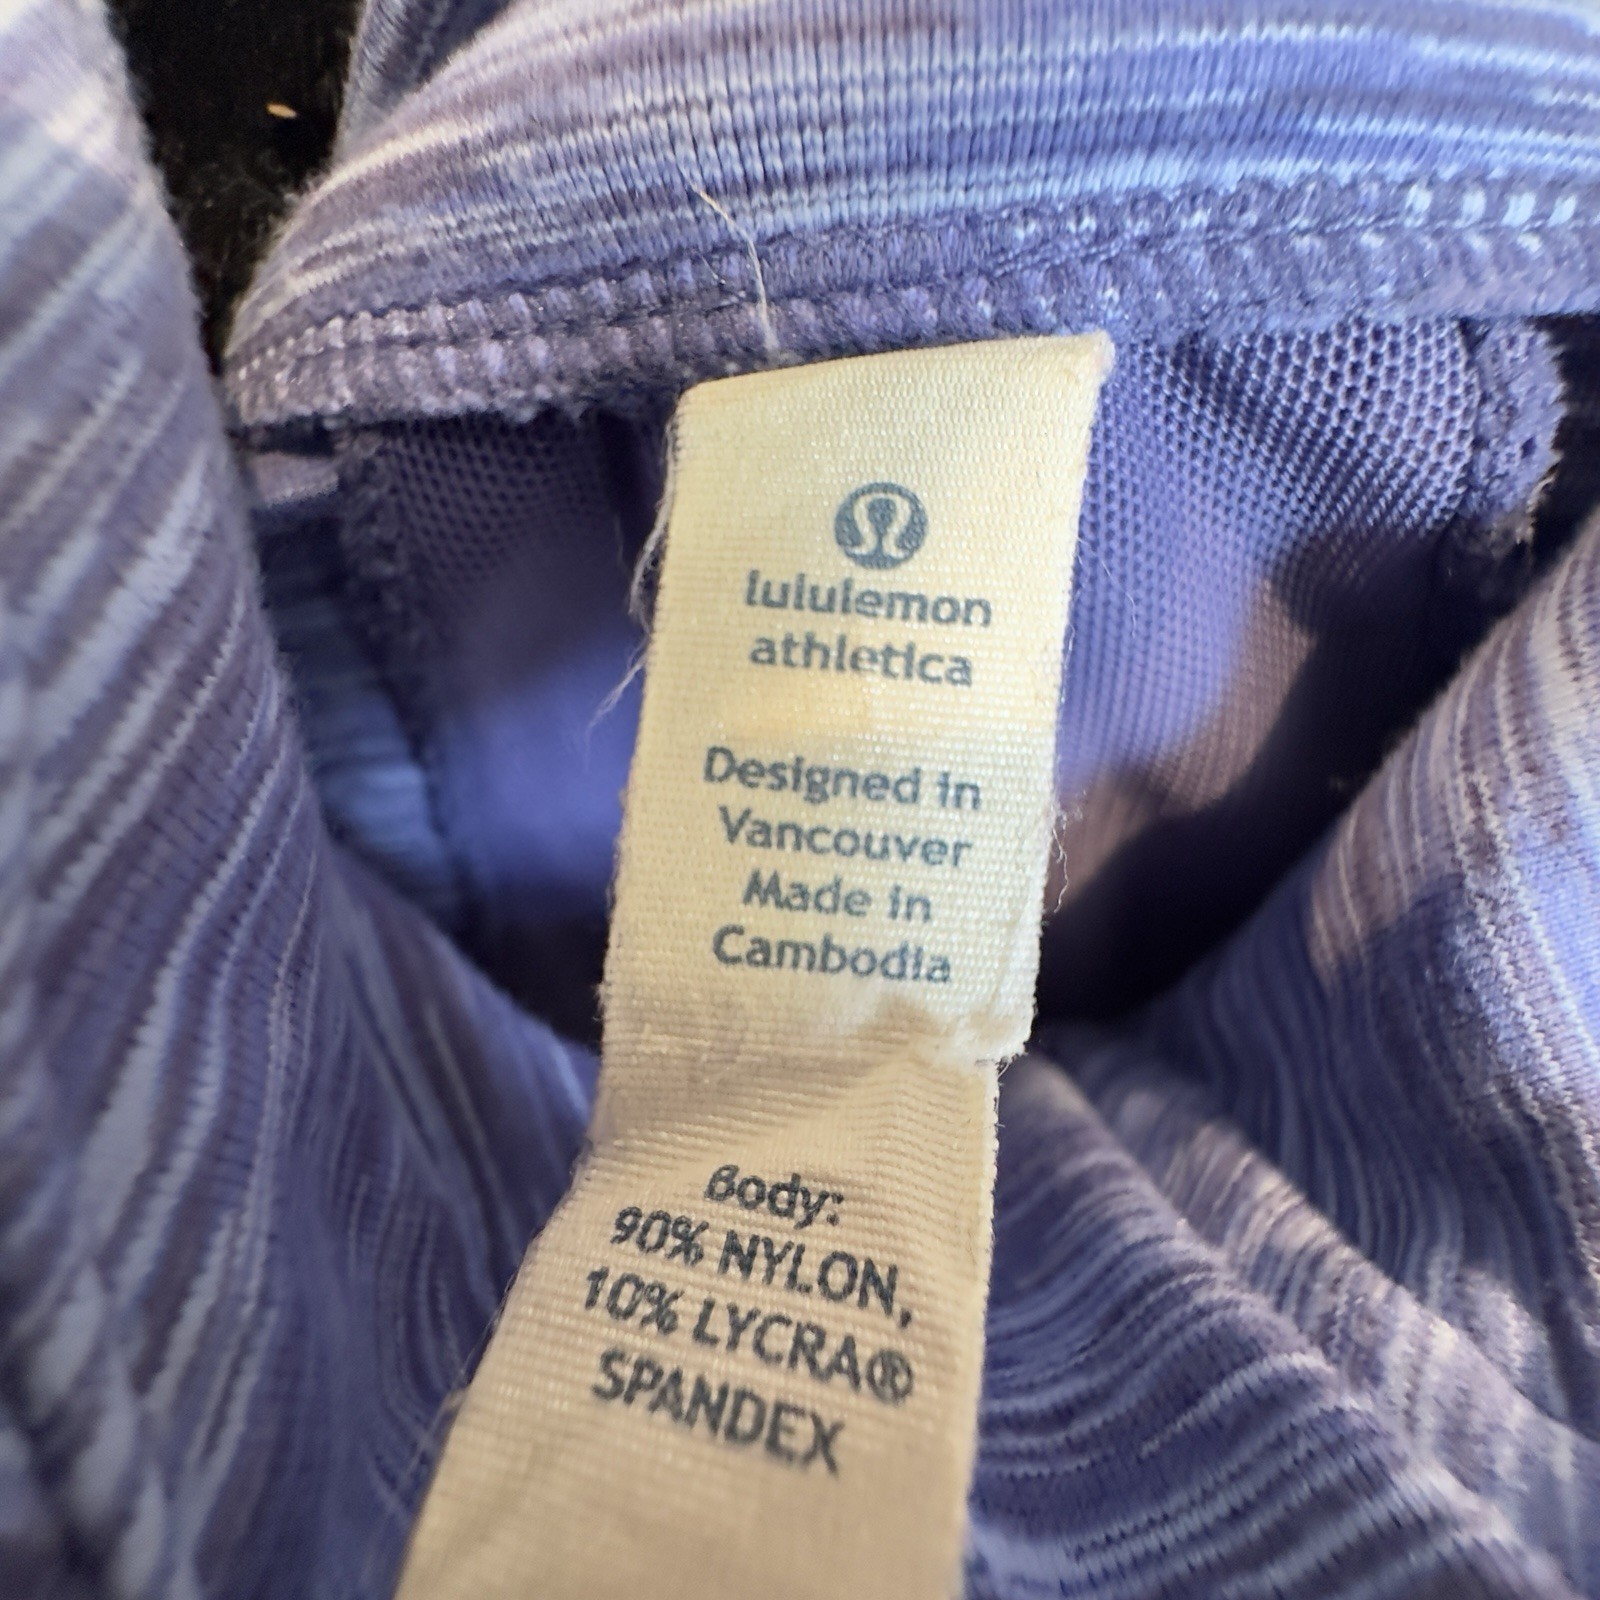 lululemon
athletica
Designed in
Vancouver
Made in
Cambodia
Body:
90% NYLON,
10% LYCRA®
SPANDEX